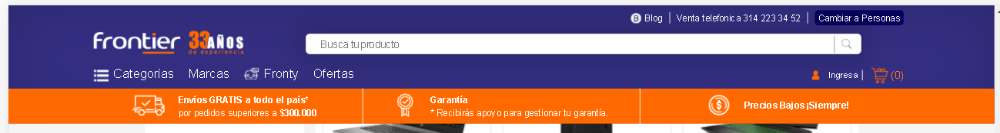 B Blog | Venta telefonica 314 223 34 52 | Cambiar a Personas
Frontier 33 AÑOS
de experiencia
Busca tu producto
Categorías Marcas Fronty Ofertas
Ingresa | (0)
Envíos GRATIS a todo el país*
por pedidos superiores a $300.000
Garantía
* Recibirás apoyo para gestionar tu garantía.
$
Precios Bajos ¡Siempre!